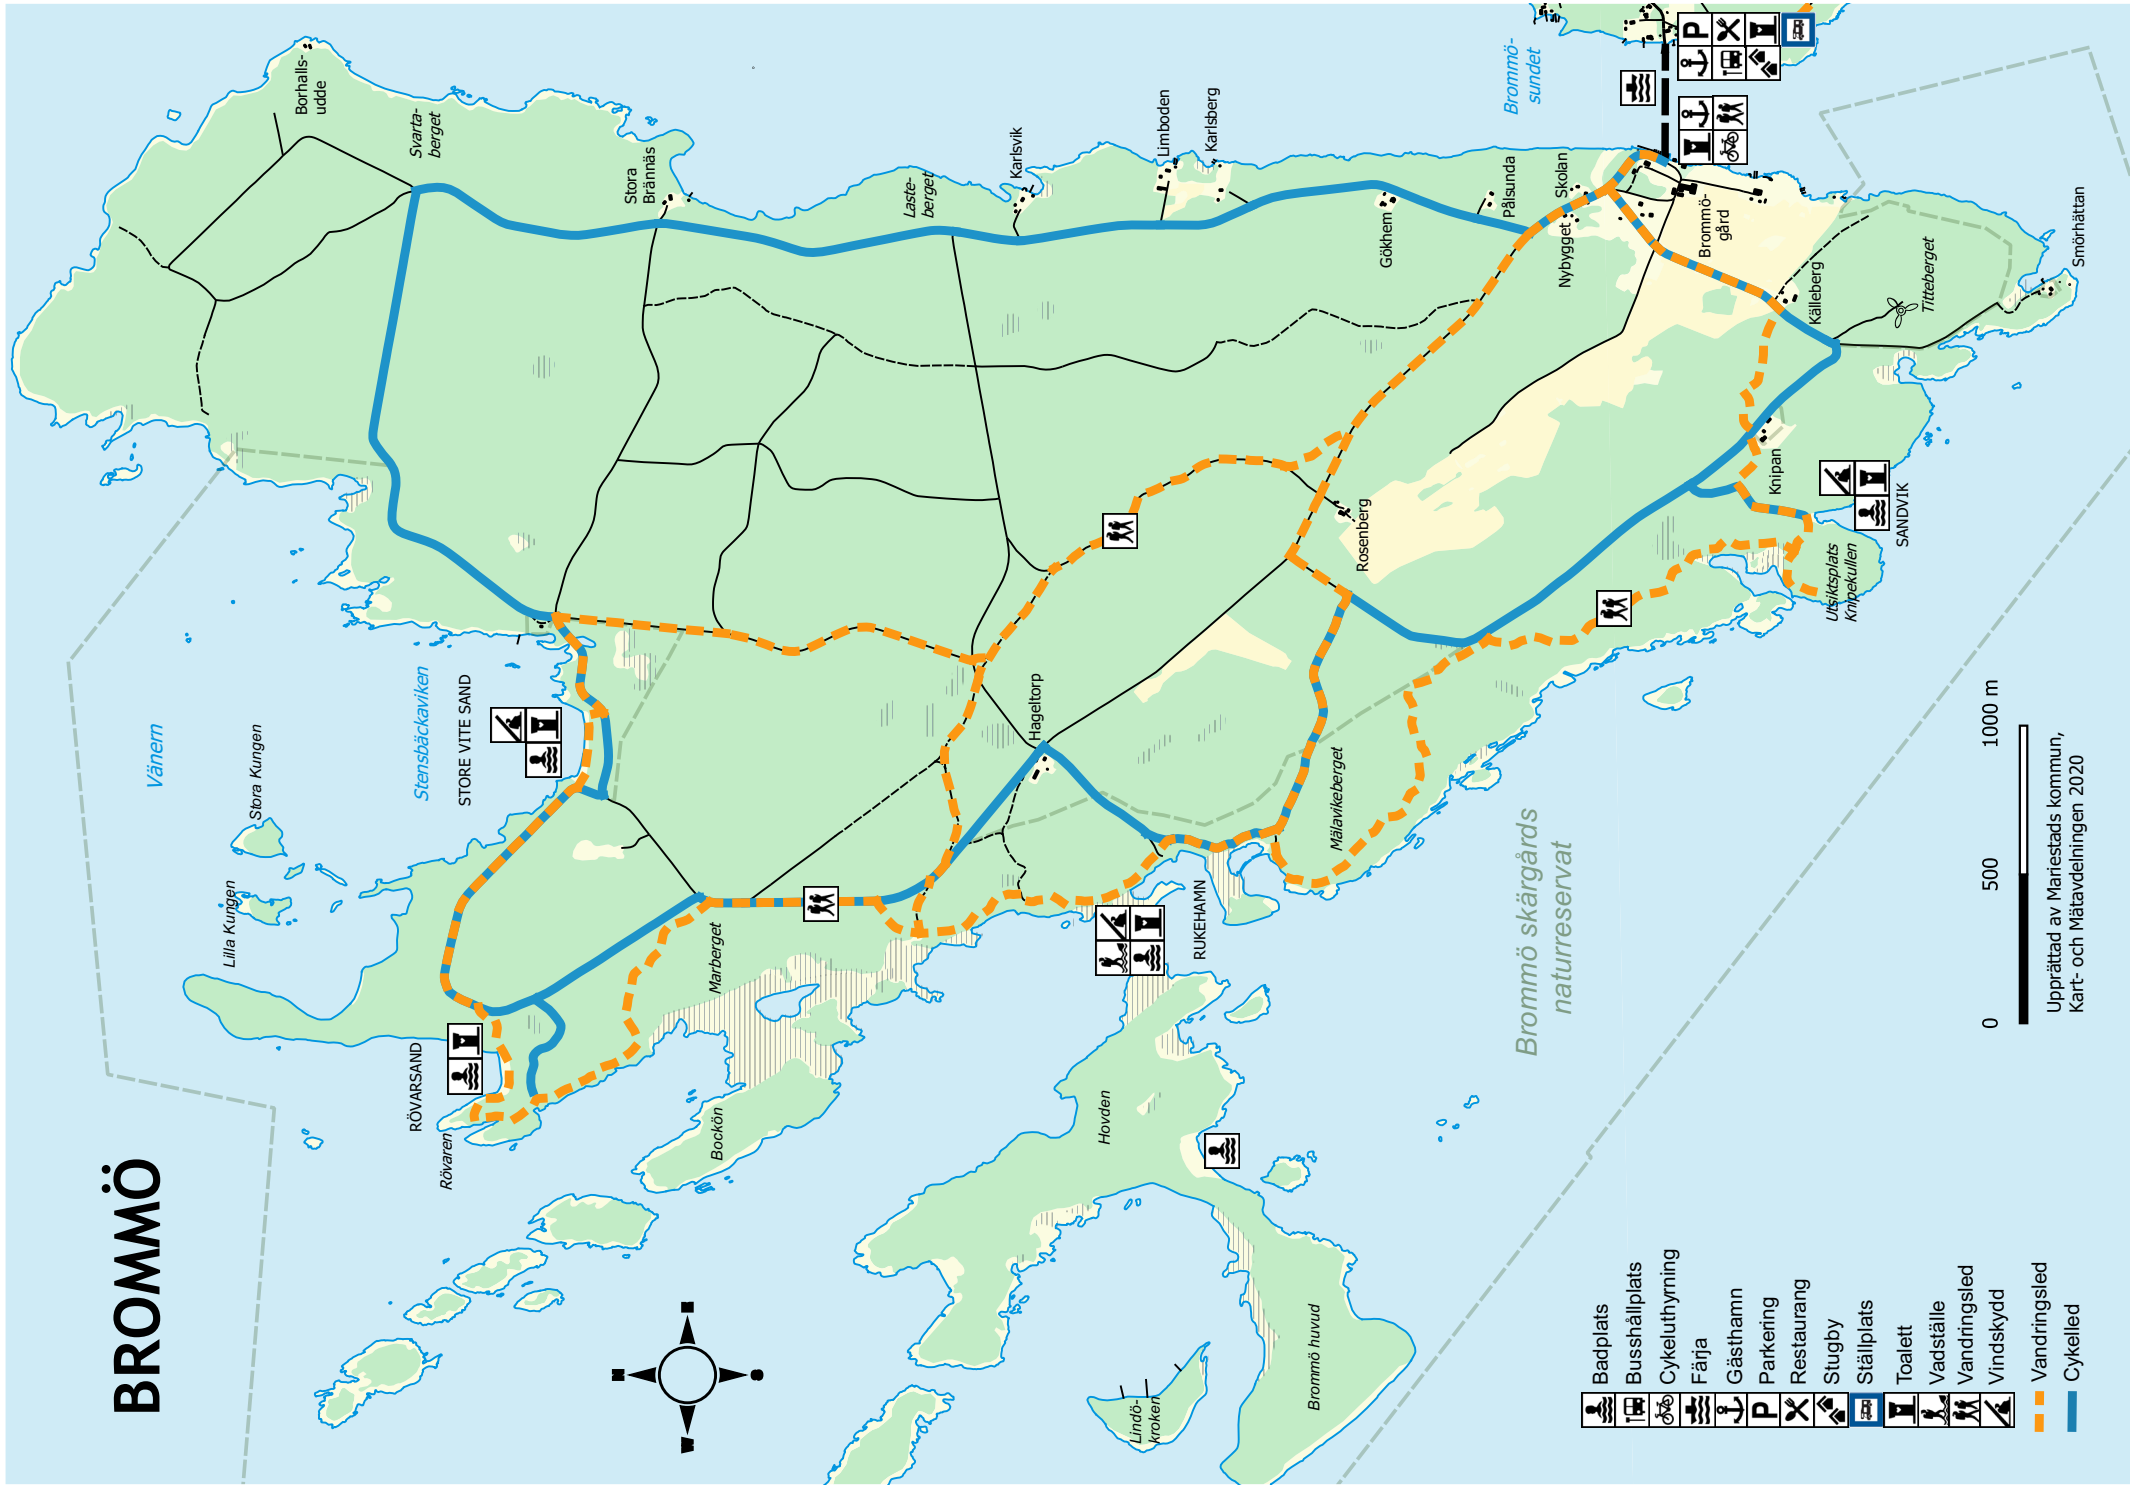 BROMMÖ
Vänern
Stora Kungen
Lilla Kungen
Borhalls-
udde
Svarta-
berget
Stensbäckaviken
STORE VITE SAND
RÖVARSAND
Rövaren
Marberget
Bockön
Stora
Brännäs
Laste-
berget
Karlsvik
Limboden
Karlsberg
Hageltorp
RUKEHAMN
Hovden
Lindö-
kroken
Brommö huvud
Mälavikeberget
Rosenberg
Gökhem
Pålsunda
Nybygget
Skolan
Brommö-
sundet
Brommö-
gård
Källeberg
Knipan
Utsiktsplats
Knipekullen
SANDVIK
Titteberget
Smörhättan
Brommö skärgårds
naturreservat
N
E
S
W
P
Badplats
Busshållplats
Cykeluthyrning
Färja
Gästhamn
P
Parkering
Restaurang
Stugby
Ställplats
Toalett
Vadställe
Vandringsled
Vindskydd
Vandringsled
Cykelled
0
500
1000 m
Upprättad av Mariestads kommun,
Kart- och Mätavdelningen 2020